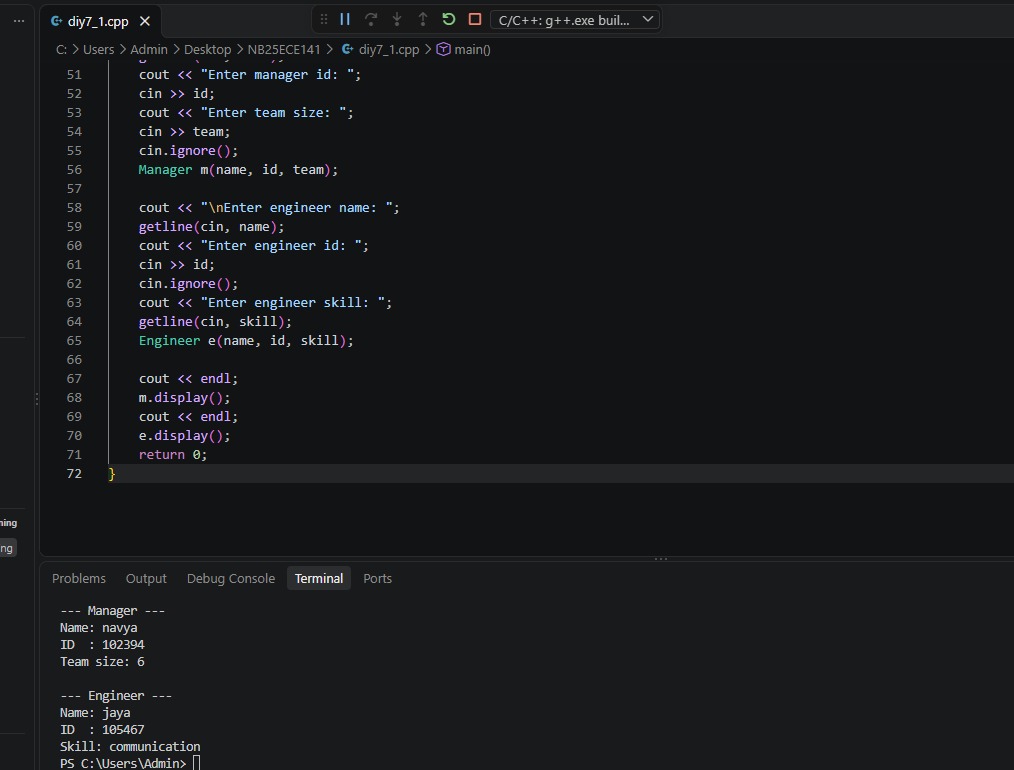 diy7_1.cpp
C/C++: g++.exe buil...
C: > Users > Admin > Desktop > NB25ECE141 > diy7_1.cpp > main()
51 cout << "Enter manager id: ";
52 cin >> id;
53 cout << "Enter team size: ";
54 cin >> team;
55 cin.ignore();
56 Manager m(name, id, team);
57
58 cout << "\nEnter engineer name: ";
59 getline(cin, name);
60 cout << "Enter engineer id: ";
61 cin >> id;
62 cin.ignore();
63 cout << "Enter engineer skill: ";
64 getline(cin, skill);
65 Engineer e(name, id, skill);
66
67 cout << endl;
68 m.display();
69 cout << endl;
70 e.display();
71 return 0;
72 }
ning
ng
Problems Output Debug Console Terminal Ports
--- Manager ---
Name: navya
ID  : 102394
Team size: 6
--- Engineer ---
Name: jaya
ID  : 105467
Skill: communication
PS C:\Users\Admin>